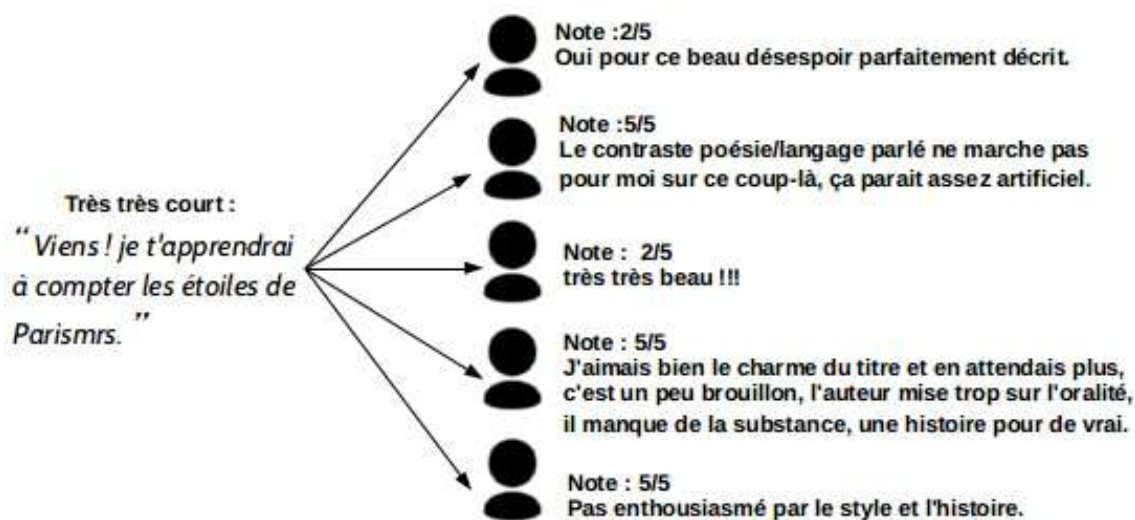 Très très court :
“ Viens ! je t'apprendrai
à compter les étoiles de
Parismrs. ”
Note :2/5
Oui pour ce beau désespoir parfaitement décrit.
Note :5/5
Le contraste poésie/langage parlé ne marche pas
pour moi sur ce coup-là, ça parait assez artificiel.
Note : 2/5
très très beau !!!
Note : 5/5
J'aimais bien le charme du titre et en attendais plus,
c'est un peu brouillon, l'auteur mise trop sur l'oralité,
il manque de la substance, une histoire pour de vrai.
Note : 5/5
Pas enthousiasmé par le style et l'histoire.